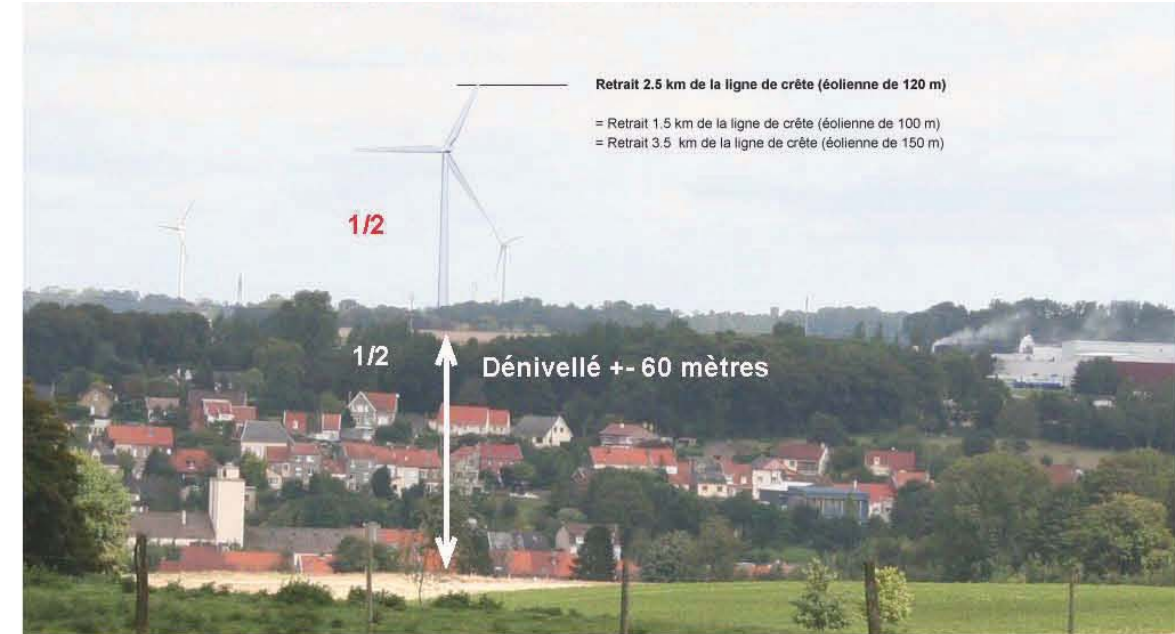 Retrait 2.5 km de la ligne de crête (éolienne de 120 m)
= Retrait 1.5 km de la ligne de crête (éolienne de 100 m)
= Retrait 3.5 km de la ligne de crête (éolienne de 150 m)
1/2
1/2
Dénivellé +- 60 mètres